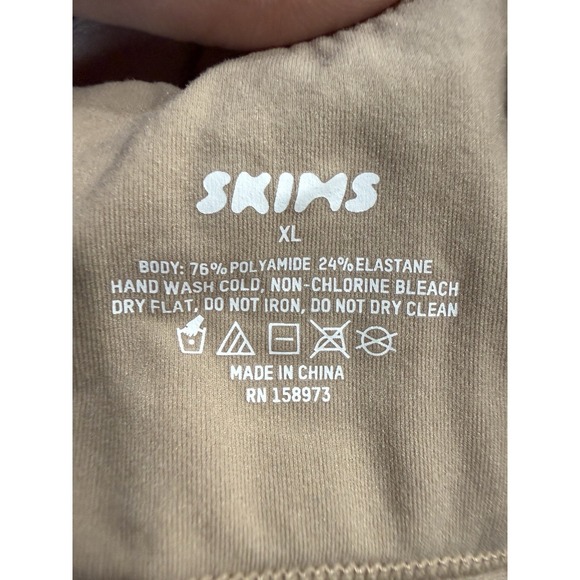 SKIMS
XL
BODY: 76% POLYAMIDE 24% ELASTANE
HAND WASH COLD, NON-CHLORINE BLEACH
DRY FLAT, DO NOT IRON, DO NOT DRY CLEAN
MADE IN CHINA
RN 158973